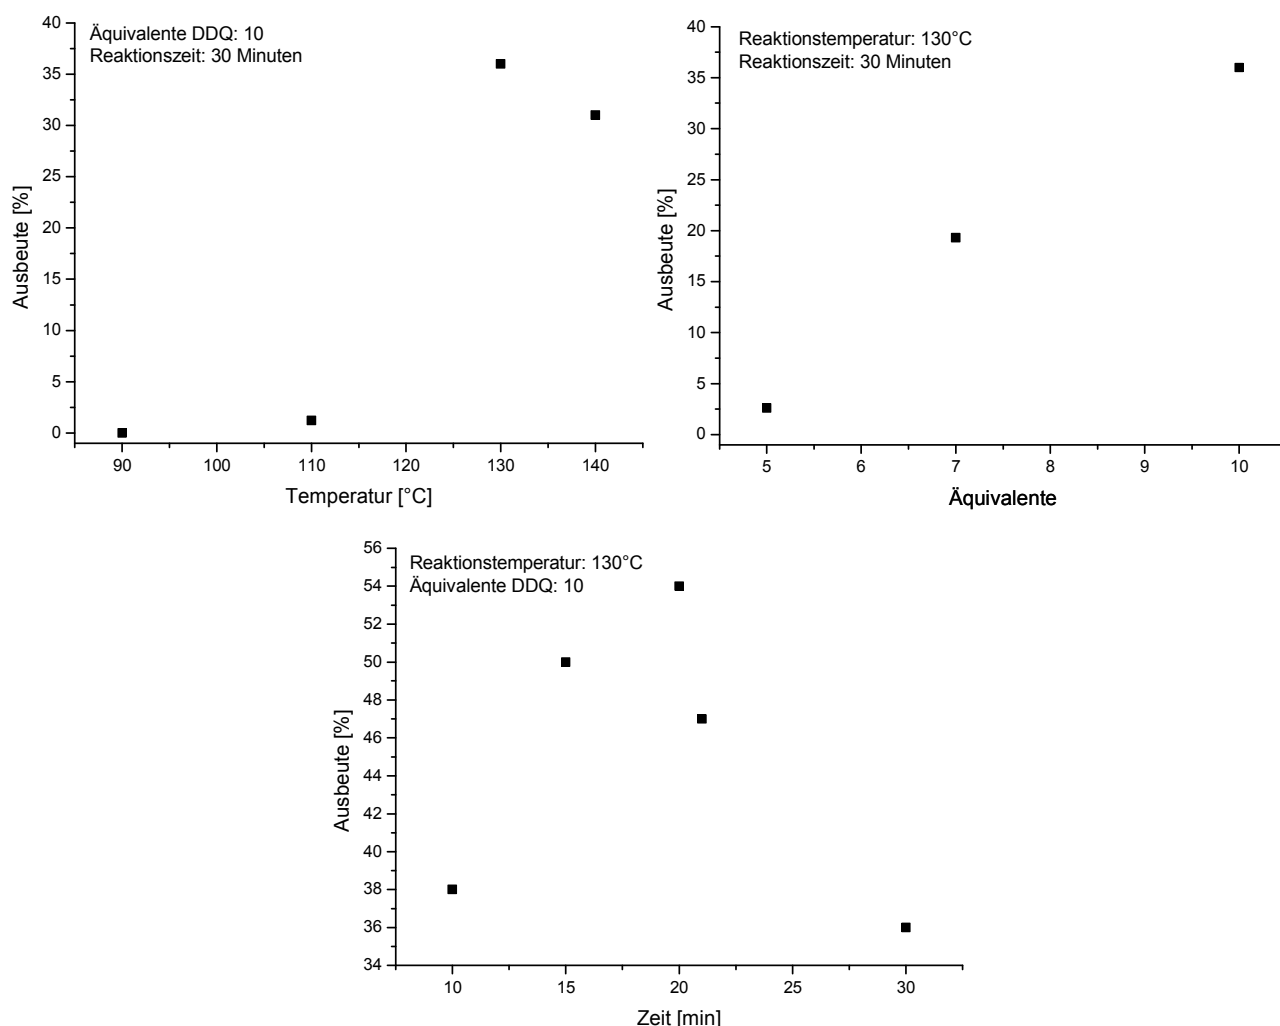 Äquivalente DDQ: 10
Reaktionszeit: 30 Minuten
40
35
30
25
20
15
10
5
0
Ausbeute [%]
90 100 110 120 130 140
Temperatur [°C]
Reaktionstemperatur: 130°C
Reaktionszeit: 30 Minuten
40
35
30
25
20
15
10
5
0
Ausbeute [%]
5 6 7 8 9 10
Äquivalente
Reaktionstemperatur: 130°C
Äquivalente DDQ: 10
56
54
52
50
48
46
44
42
40
38
36
34
Ausbeute [%]
10 15 20 25 30
Zeit [min]